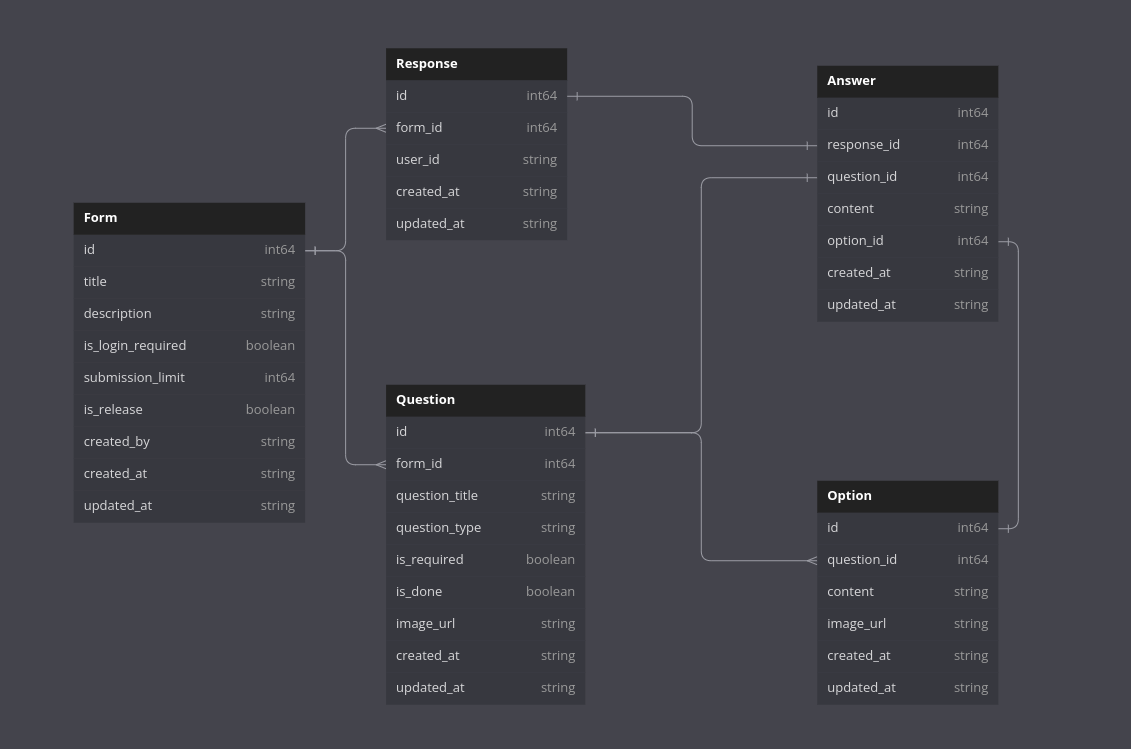 Response
id int64
form_id int64
user_id string
created_at string
updated_at string
Answer
id int64
response_id int64
question_id int64
content string
option_id int64
created_at string
updated_at string
Form
id int64
title string
description string
is_login_required boolean
submission_limit int64
is_release boolean
created_by string
created_at string
updated_at string
Question
id int64
form_id int64
question_title string
question_type string
is_required boolean
is_done boolean
image_url string
created_at string
updated_at string
Option
id int64
question_id int64
content string
image_url string
created_at string
updated_at string